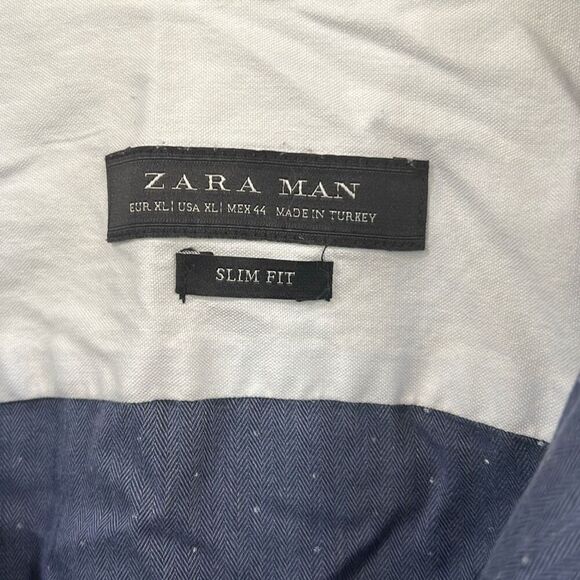 ZARA MAN
EUR XL| USA XL| MEX 44 MADE IN TURKEY
SLIM FIT